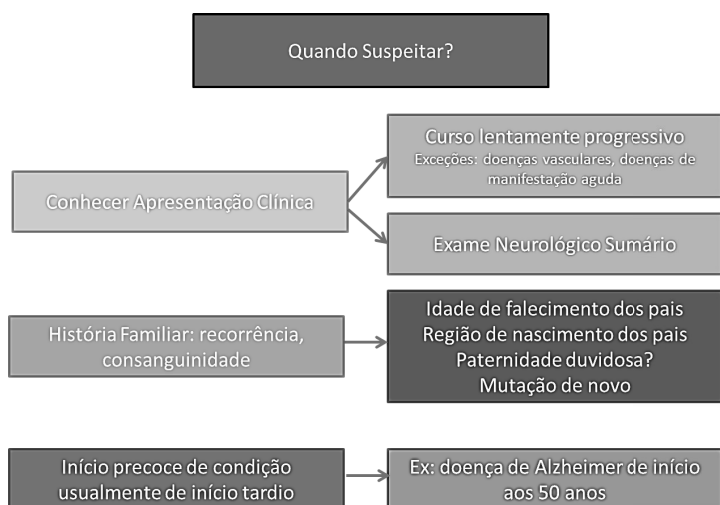 Quando Suspeitar?
Curso lentamente progressivo
Exceções: doenças vasculares, doenças de
manifestação aguda
Conhecer Apresentação Clínica
Exame Neurológico Sumário
História Familiar: recorrência,
consanguinidade
Idade de falecimento dos pais
Região de nascimento dos pais
Paternidade duvidosa?
Mutação de novo
Início precoce de condição
usualmente de início tardio
Ex: doença de Alzheimer de início
aos 50 anos